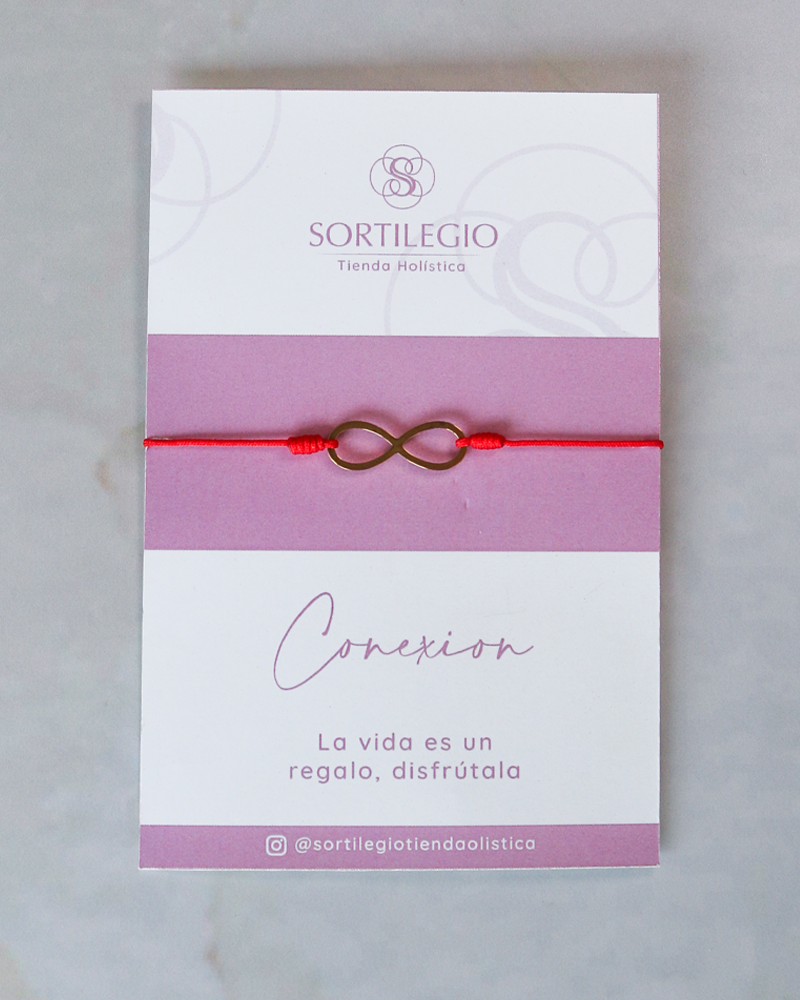 S
SORTILEGIO
Tienda Holística
Conexion
La vida es un
regalo, disfrútala
@sortilegiotiendaolistica